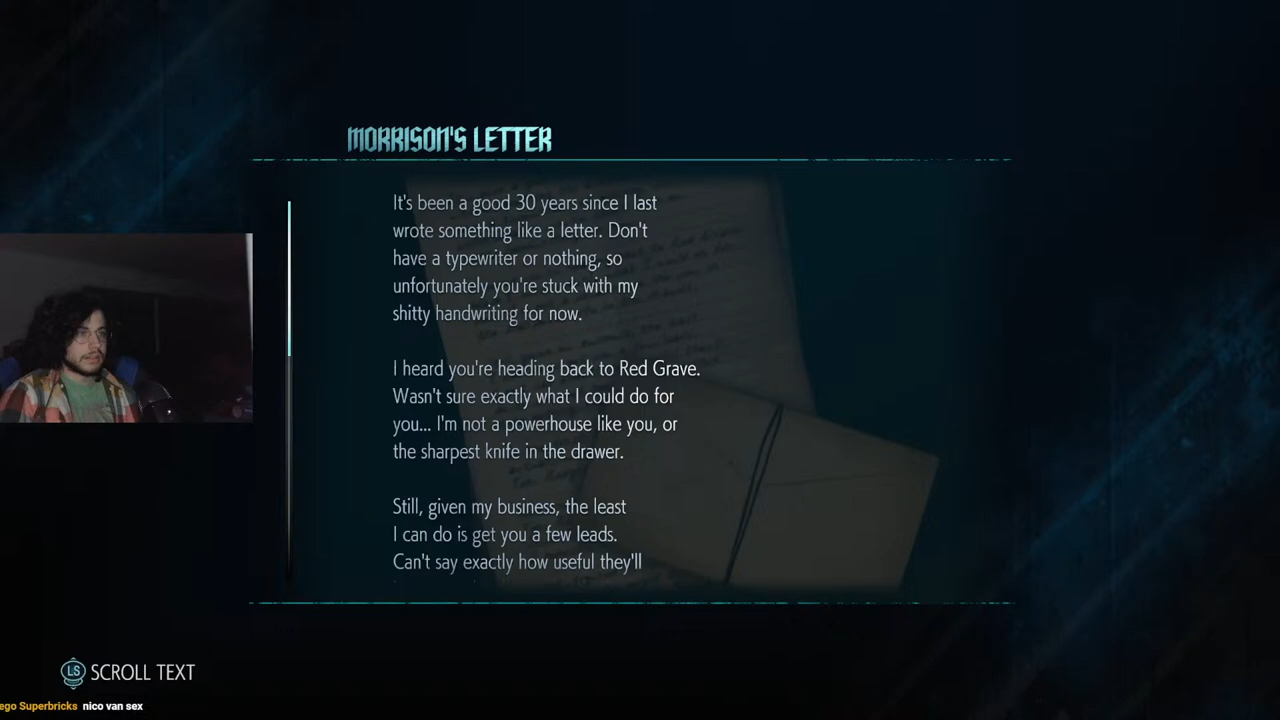 MORRISON'S LETTER
It's been a good 30 years since I last
wrote something like a letter. Don't
have a typewriter or nothing, so
unfortunately you're stuck with my
shitty handwriting for now.
I heard you're heading back to Red Grave.
Wasn't sure exactly what I could do for
you... I'm not a powerhouse like you, or
the sharpest knife in the drawer.
Still, given my business, the least
I can do is get you a few leads.
Can't say exactly how useful they'll
LS SCROLL TEXT
ego Superbricks nico van sex